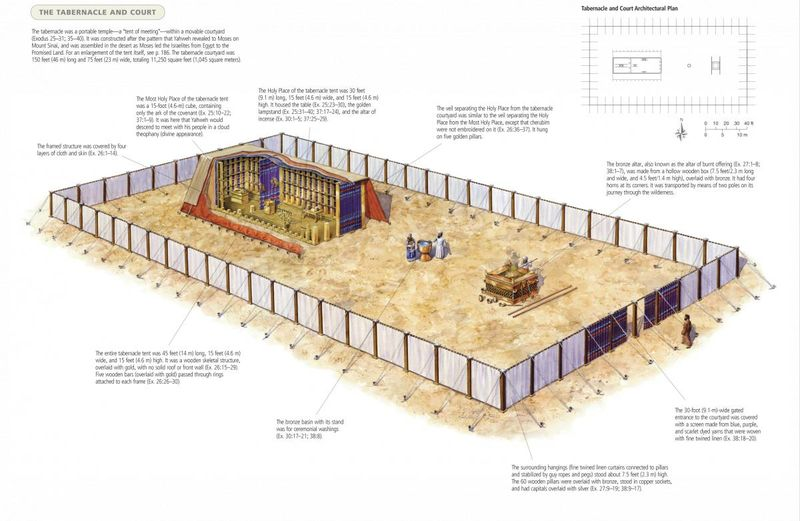 THE TABERNACLE AND COURT
The tabernacle was a portable temple—a "tent of meeting"—within a movable courtyard
(Exodus 25–31; 35–40). It was constructed after the pattern that Yahweh revealed to Moses on
Mount Sinai, and was assembled in the desert as Moses led the Israelites from Egypt to the
Promised Land. For an enlargement of the tent itself, see p. 186. The tabernacle courtyard was
150 feet (46 m) long and 75 feet (23 m) wide, totaling 11,250 square feet (1,045 square meters).
Tabernacle and Court Architectural Plan
0 10 20 30 40 ft
0 5 10 m
The Most Holy Place of the tabernacle tent
was a 15-foot (4.6-m) cube, containing
only the ark of the covenant (Ex. 25:10–22;
37:1–9). It was here that Yahweh would
descend to meet with his people in a cloud
theophany (divine appearance).
The Holy Place of the tabernacle tent was 30 feet
(9.1 m) long, 15 feet (4.6 m) wide, and 15 feet (4.6 m)
high. It housed the table (Ex. 25:23–30), the golden
lampstand (Ex. 25:31–40; 37:17–24), and the altar of
incense (Ex. 30:1–5; 37:25–29).
The veil separating the Holy Place from the tabernacle
courtyard was similar to the veil separating the Holy
Place from the Most Holy Place, except that cherubim
were not embroidered on it (Ex. 26:36–37). It hung
on five golden pillars.
The framed structure was covered by four
layers of cloth and skin (Ex. 26:1–14).
The bronze altar, also known as the altar of burnt offering (Ex. 27:1–8;
38:1–7), was made from a hollow wooden box (7.5 feet/2.3 m long
and wide, and 4.5 feet/1.4 m high), overlaid with bronze. It had four
horns at its corners. It was transported by means of two poles on its
journey through the wilderness.
The entire tabernacle tent was 45 feet (14 m) long, 15 feet (4.6 m)
wide, and 15 feet (4.6 m) high. It was a wooden skeletal structure,
overlaid with gold, with no solid roof or front wall (Ex. 26:15–29).
Five wooden bars (overlaid with gold) passed through rings
attached to each frame (Ex. 26:26–30).
The bronze basin with its stand
was for ceremonial washings
(Ex. 30:17–21; 38:8).
The 30-foot (9.1-m)-wide gated
entrance to the courtyard was covered
with a screen made from blue, purple,
and scarlet dyed yarns that were woven
with fine twined linen (Ex. 38:18–20).
The surrounding hangings (fine twined linen curtains connected to pillars
and stabilized by guy ropes and pegs) stood about 7.5 feet (2.3 m) high.
The 60 wooden pillars were overlaid with bronze, stood in copper sockets,
and had capitals overlaid with silver (Ex. 27:9–19; 38:9–17).